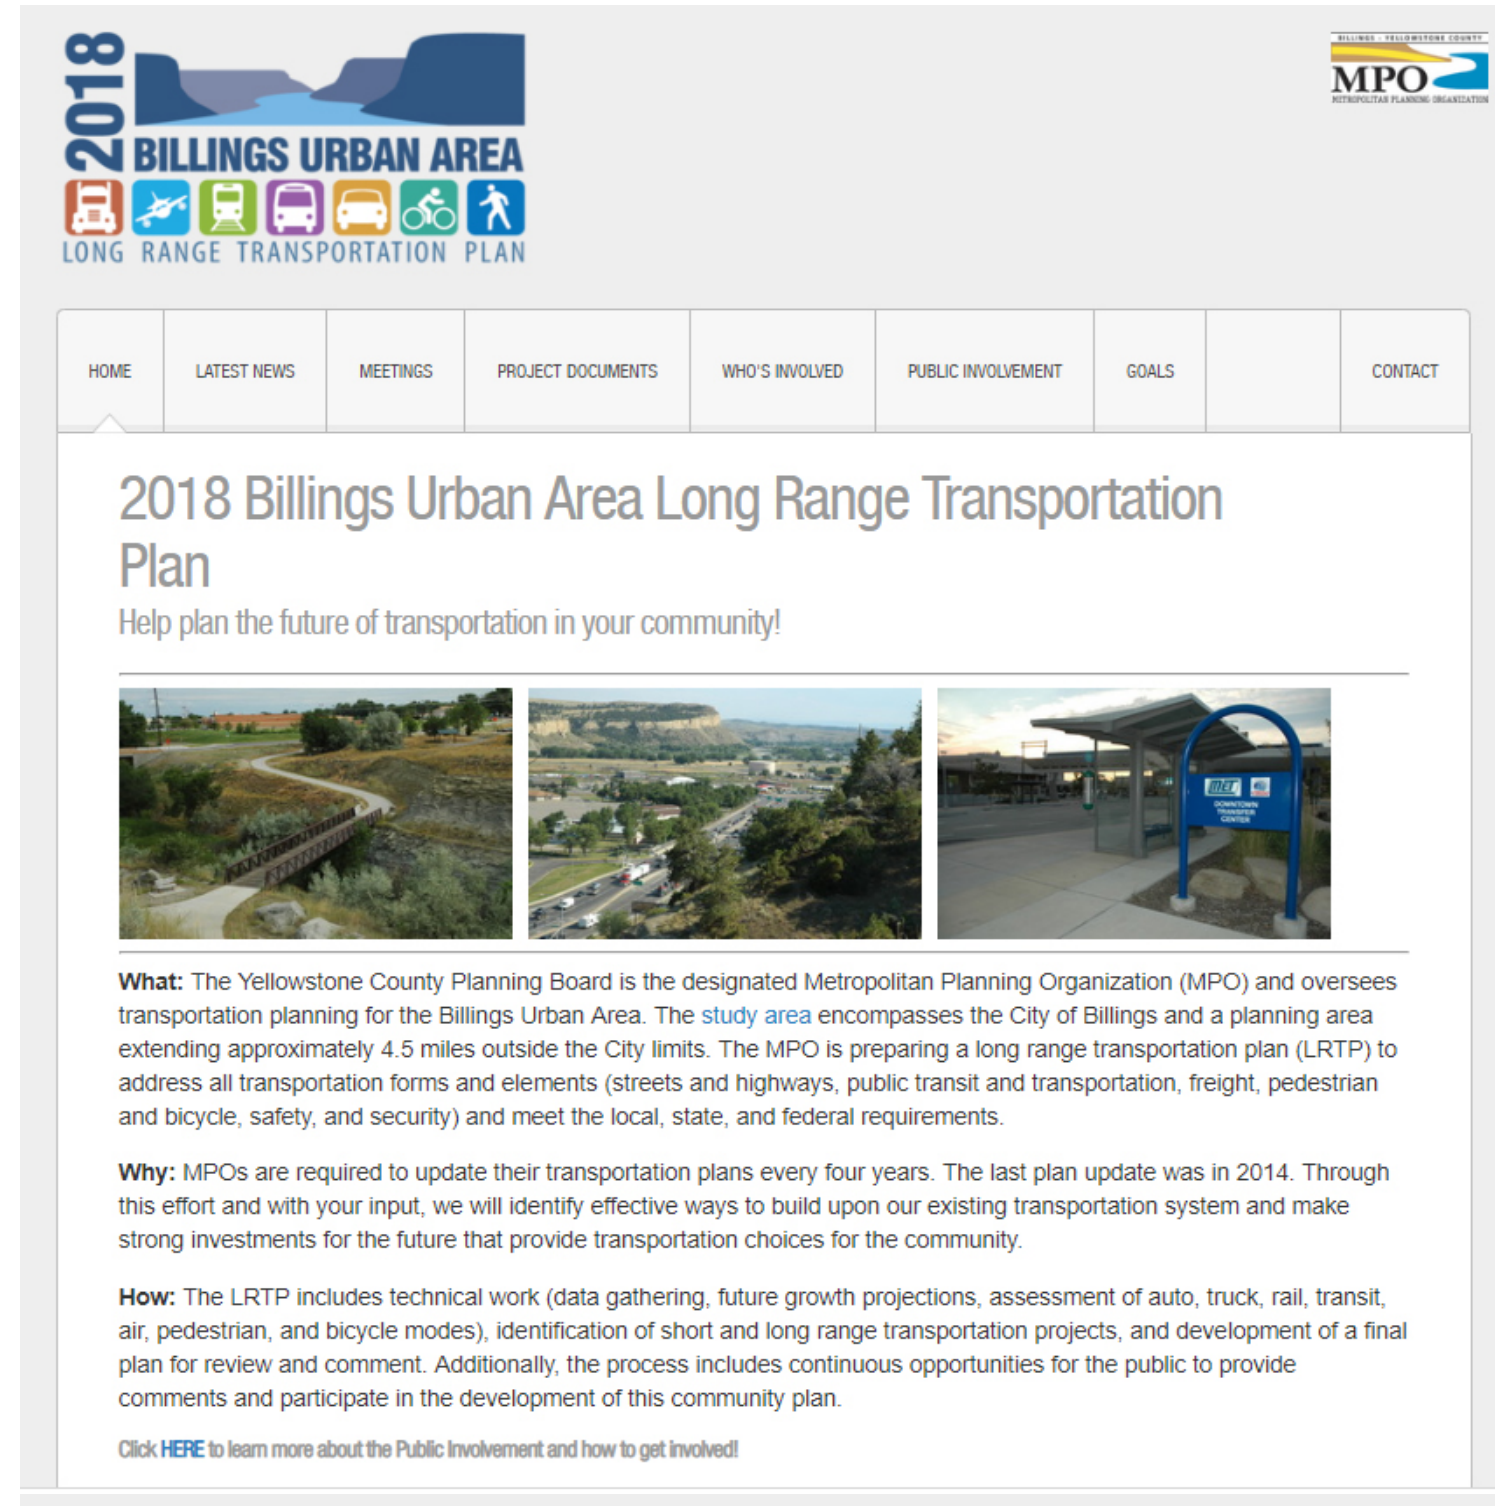 2018
BILLINGS URBAN AREA
LONG RANGE TRANSPORTATION PLAN
BILLINGS - YELLOWSTONE COUNTY
MPO
METROPOLITAN PLANNING ORGANIZATION
HOME
LATEST NEWS
MEETINGS
PROJECT DOCUMENTS
WHO'S INVOLVED
PUBLIC INVOLVEMENT
GOALS
CONTACT
2018 Billings Urban Area Long Range Transportation
Plan
Help plan the future of transportation in your community!
MET
DOWNTOWN
TRANSFER
CENTER
What: The Yellowstone County Planning Board is the designated Metropolitan Planning Organization (MPO) and oversees
transportation planning for the Billings Urban Area. The study area encompasses the City of Billings and a planning area
extending approximately 4.5 miles outside the City limits. The MPO is preparing a long range transportation plan (LRTP) to
address all transportation forms and elements (streets and highways, public transit and transportation, freight, pedestrian
and bicycle, safety, and security) and meet the local, state, and federal requirements.
Why: MPOs are required to update their transportation plans every four years. The last plan update was in 2014. Through
this effort and with your input, we will identify effective ways to build upon our existing transportation system and make
strong investments for the future that provide transportation choices for the community.
How: The LRTP includes technical work (data gathering, future growth projections, assessment of auto, truck, rail, transit,
air, pedestrian, and bicycle modes), identification of short and long range transportation projects, and development of a final
plan for review and comment. Additionally, the process includes continuous opportunities for the public to provide
comments and participate in the development of this community plan.
Click HERE to learn more about the Public Involvement and how to get involved!